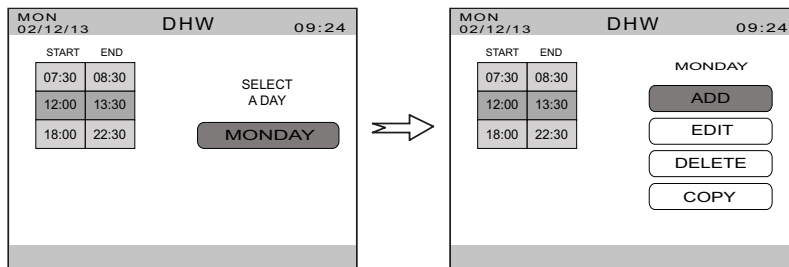 MON
02/12/13 DHW 09:24
START END
07:30 08:30
12:00 13:30
18:00 22:30
SELECT
A DAY
MONDAY
MON
02/12/13 DHW 09:24
START END
07:30 08:30
12:00 13:30
18:00 22:30
MONDAY
ADD
EDIT
DELETE
COPY